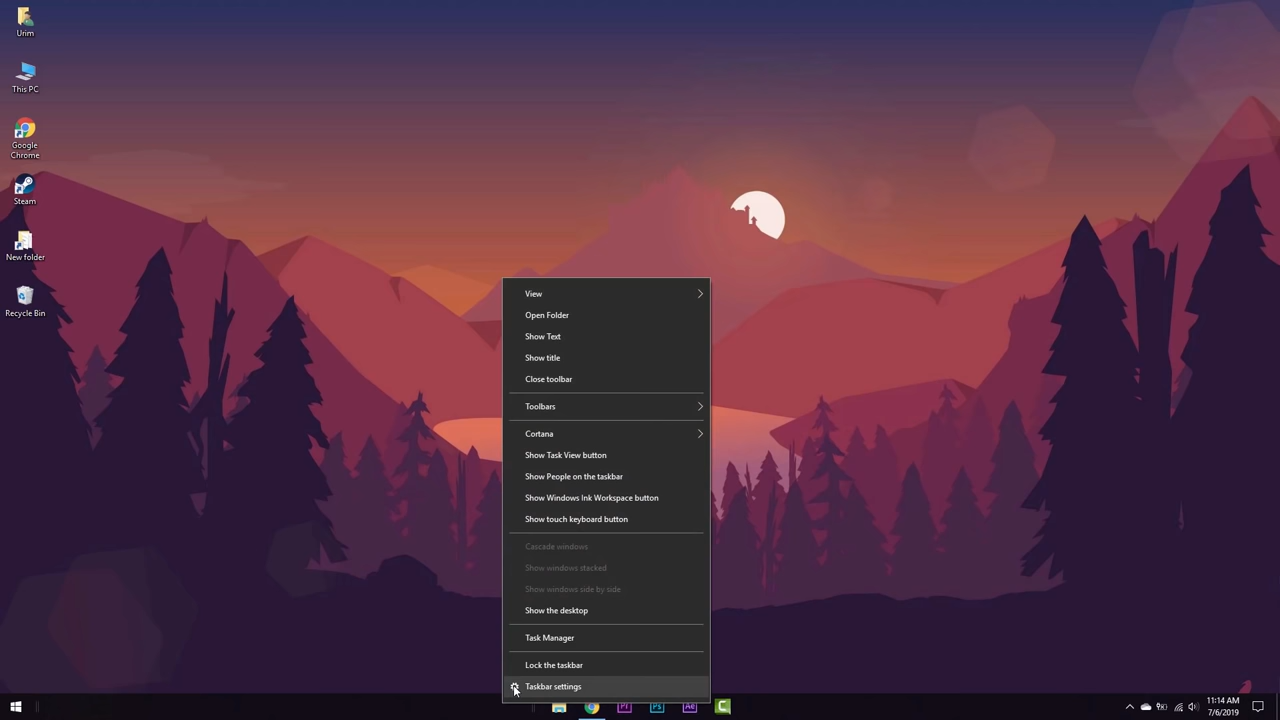 Urim
This PC
Google
Chrome
Steam
New folder
Recycle Bin
View
Open Folder
Show Text
Show title
Close toolbar
Toolbars
Cortana
Show Task View button
Show People on the taskbar
Show Windows Ink Workspace button
Show touch keyboard button
Cascade windows
Show windows stacked
Show windows side by side
Show the desktop
Task Manager
Lock the taskbar
Taskbar settings
Pr
Ps
Ae
C
11:14 AM
7/6/2019